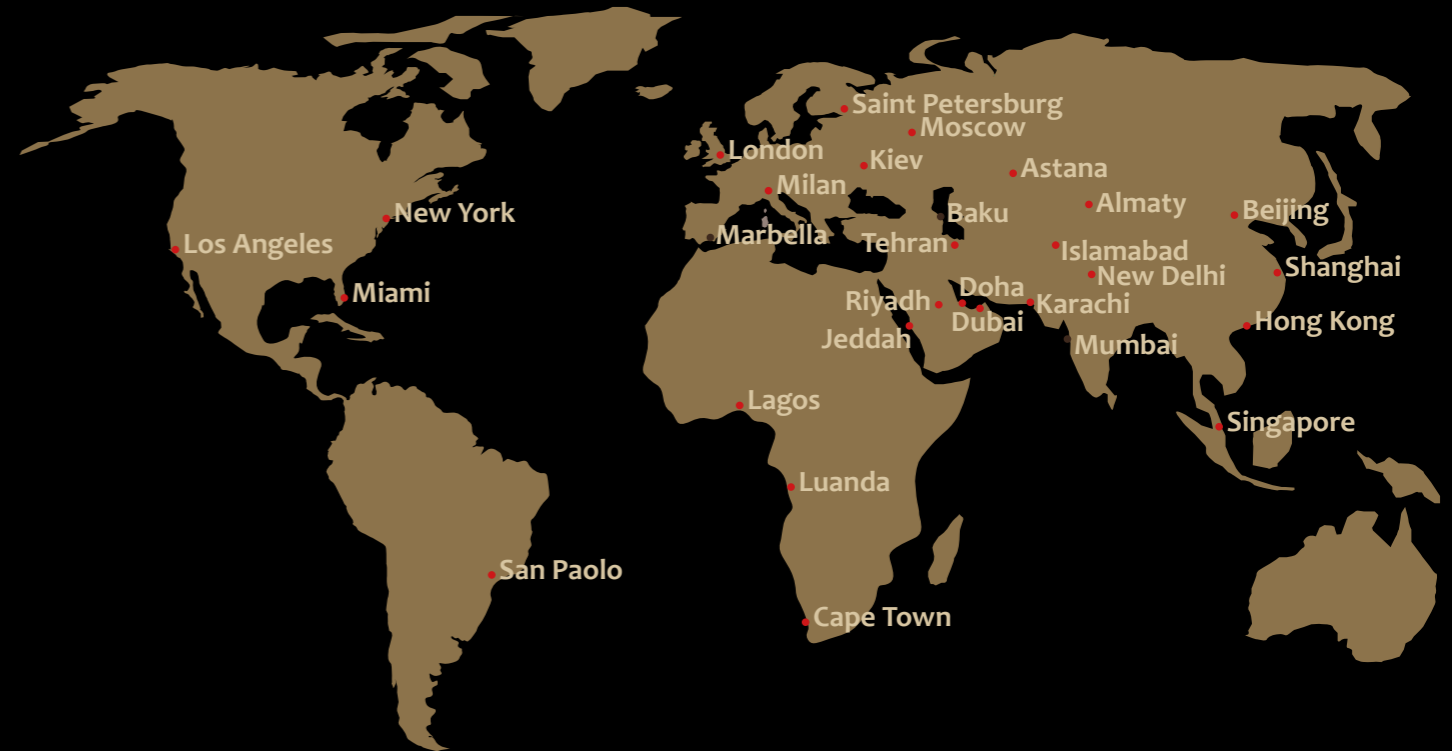 Saint Petersburg
Moscow
London
Kiev
Astana
Milan
Almaty
New York
Baku
Beijing
Marbella
Los Angeles
Tehran
Islamabad
New Delhi
Shanghai
Miami
Doha
Riyadh
Karachi
Dubai
Hong Kong
Jeddah
Mumbai
Lagos
Singapore
Luanda
San Paolo
Cape Town